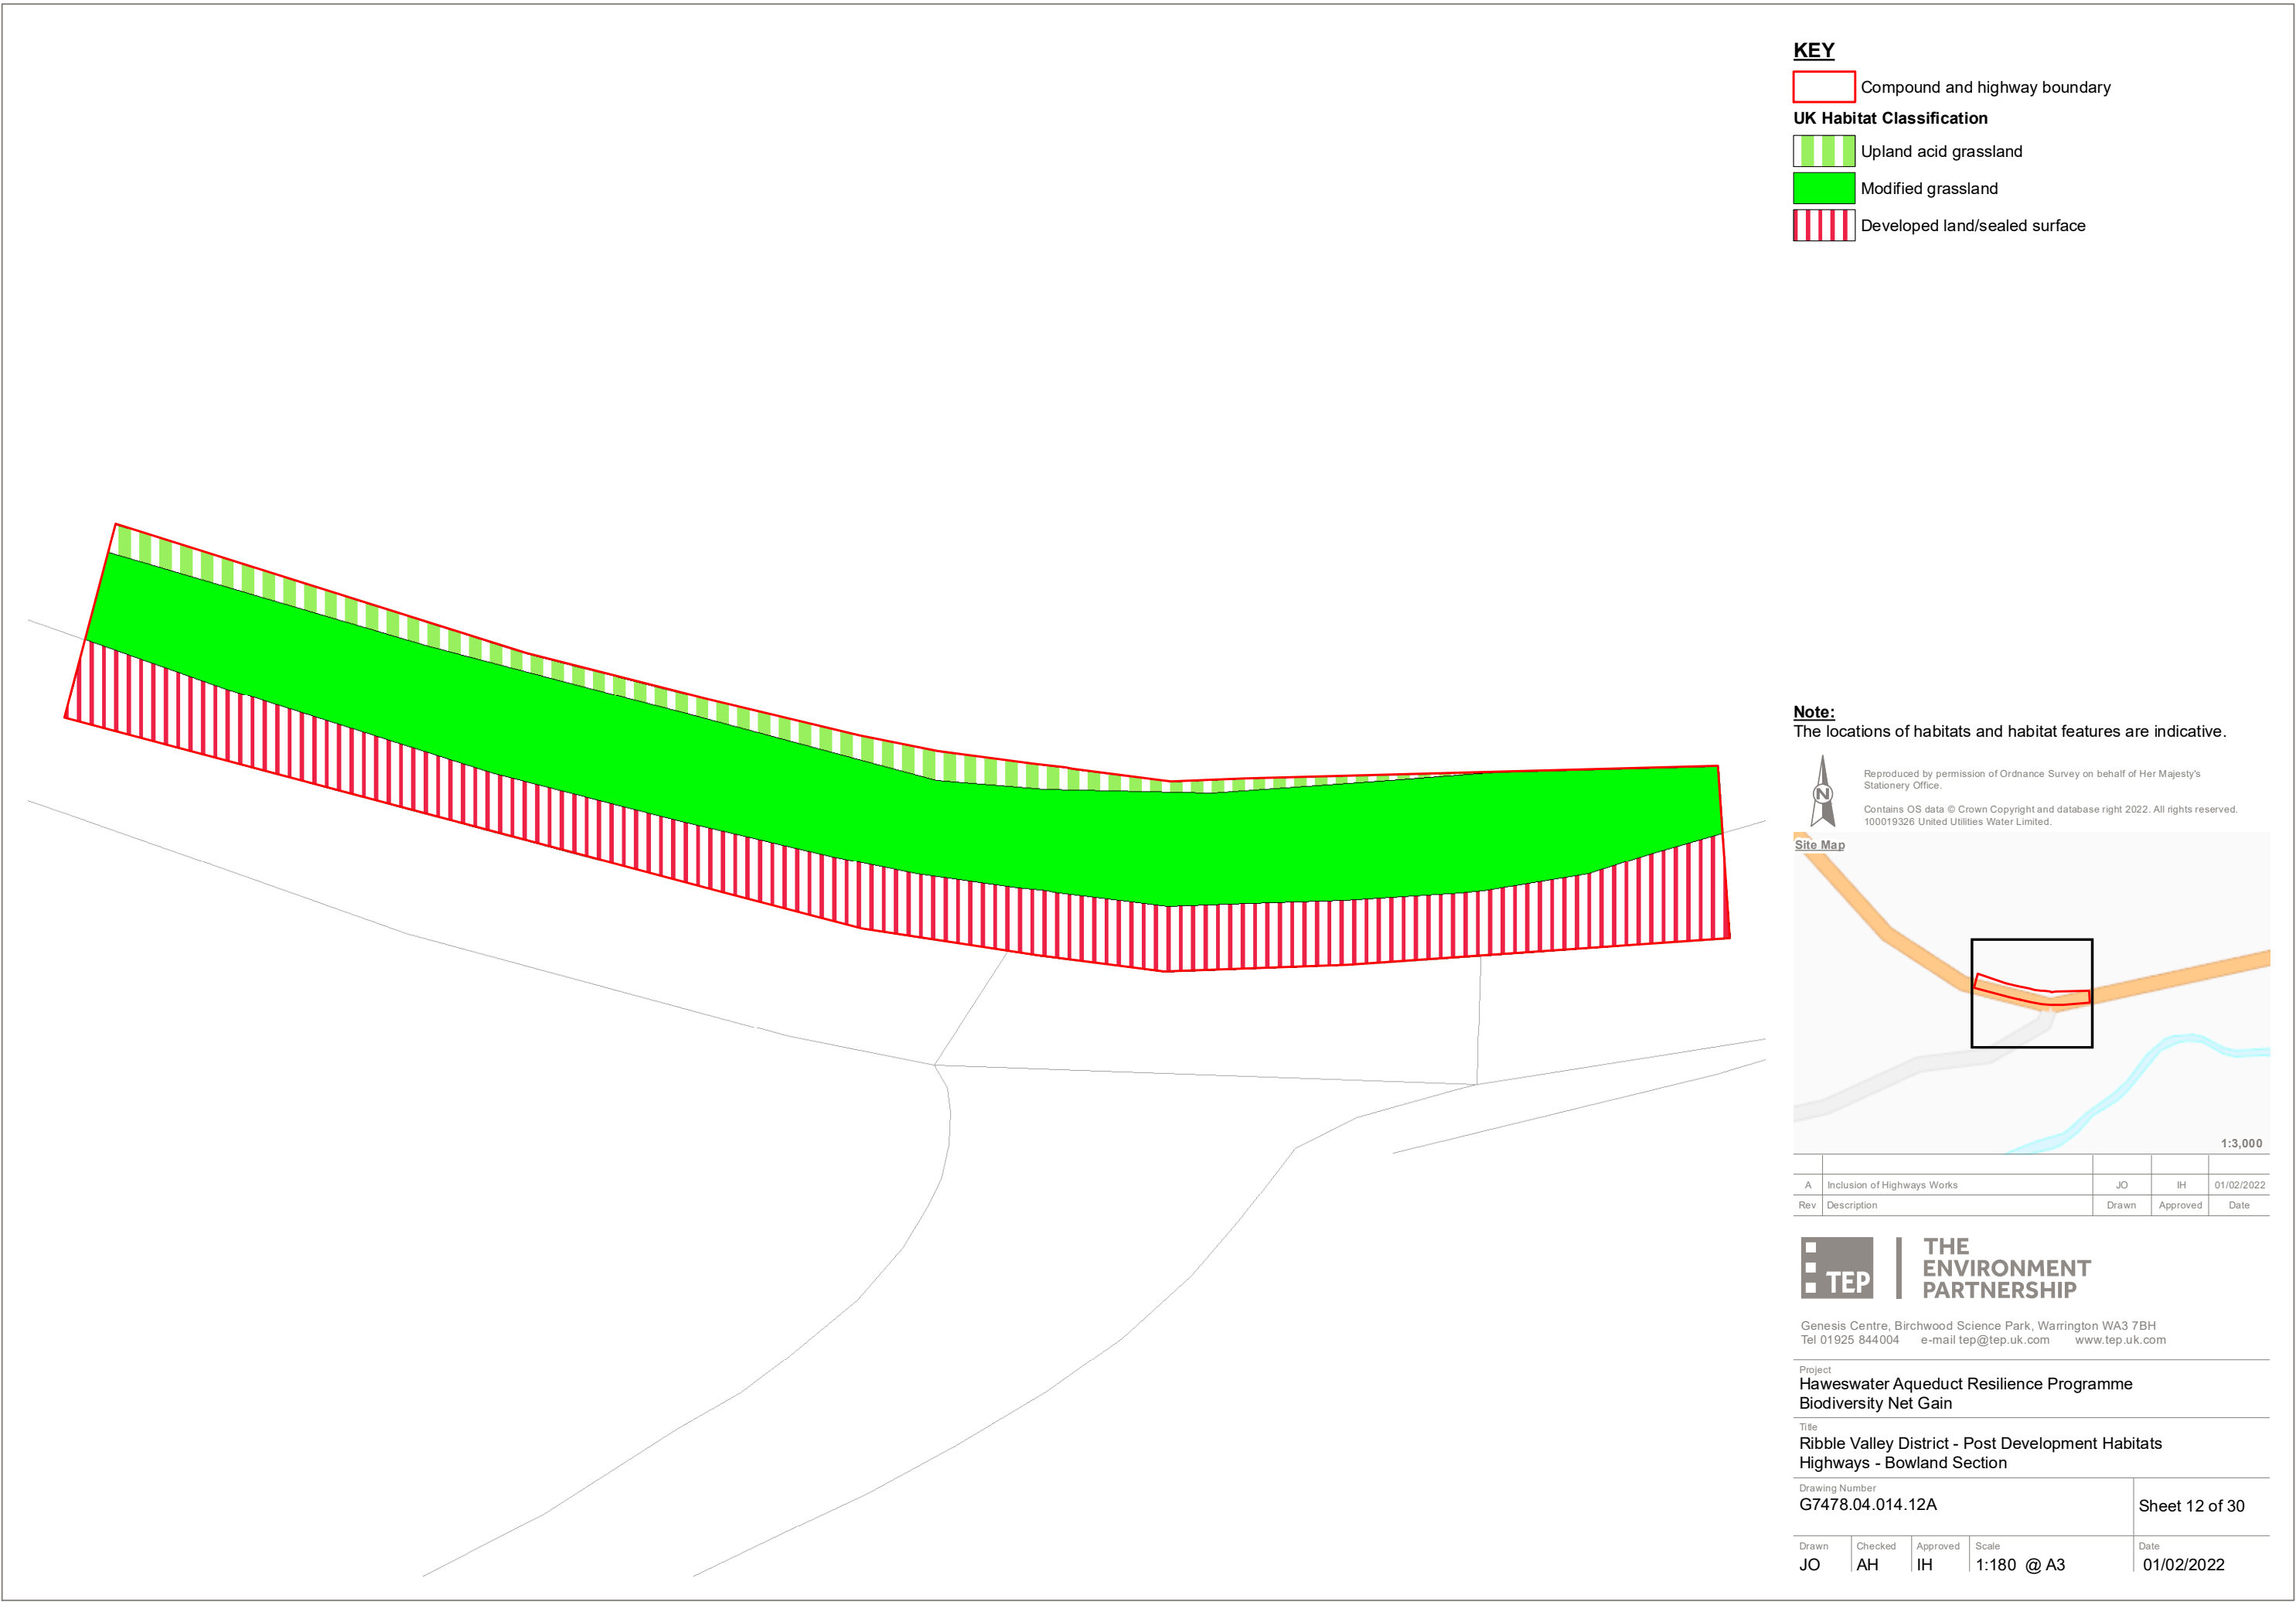 KEY
Compound and highway boundary
UK Habitat Classification
Upland acid grassland
Modified grassland
Developed land/sealed surface
Note:
The locations of habitats and habitat features are indicative.
N
Reproduced by permission of Ordnance Survey on behalf of Her Majesty's
Stationery Office.
Contains OS data © Crown Copyright and database right 2022. All rights reserved.
100019326 United Utilities Water Limited.
Site Map
1:3,000
A Inclusion of Highways Works JO IH 01/02/2022
Rev Description Drawn Approved Date
TEP
THE
ENVIRONMENT
PARTNERSHIP
Genesis Centre, Birchwood Science Park, Warrington WA3 7BH
Tel 01925 844004 e-mail tep@tep.uk.com www.tep.uk.com
Project
Haweswater Aqueduct Resilience Programme
Biodiversity Net Gain
Title
Ribble Valley District - Post Development Habitats
Highways - Bowland Section
Drawing Number
G7478.04.014.12A
Sheet 12 of 30
Drawn Checked Approved Scale Date
JO AH IH 1:180 @ A3 01/02/2022